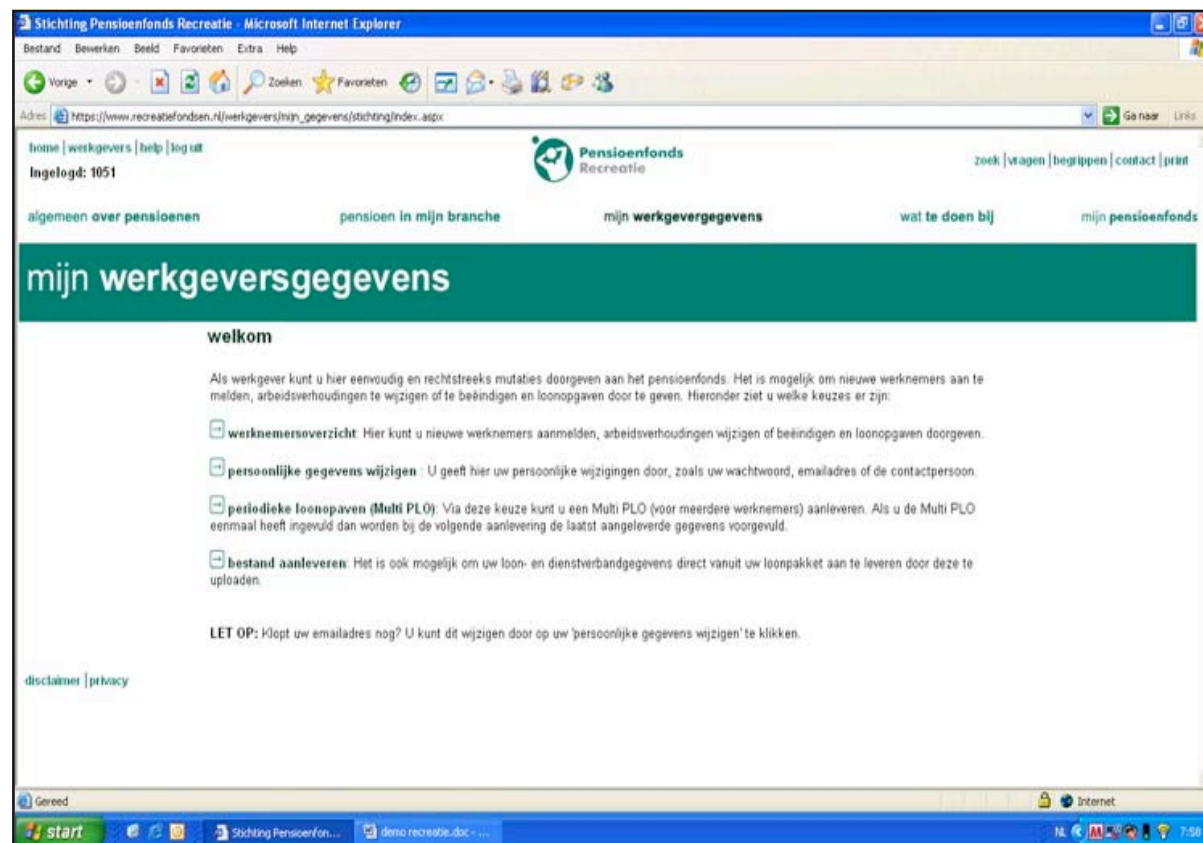 Stichting Pensioenfonds Recreatie - Microsoft Internet Explorer
Bestand Bewerken Beeld Favorieten Extra Help
Vorige Zoeken Favorieten
Adres https://www.recreatiefondsen.nl/werkgevers/mijn_gegevens/stichting/index.aspx Ga naar Links
home | werkgevers | help | log uit
Ingelogd: 1051
Pensioenfonds
Recreatie
zoek | vragen | begrippen | contact | print
algemeen over pensioenen pensioen in mijn branche mijn werkgevergegevens wat te doen bij mijn pensioenfonds
mijn werkgeversgegevens
welkom
Als werkgever kunt u hier eenvoudig en rechtstreeks mutaties doorgeven aan het pensioenfonds. Het is mogelijk om nieuwe werknemers aan te
melden, arbeidsverhoudingen te wijzigen of te beëindigen en loonopgaven door te geven. Hieronder ziet u welke keuzes er zijn:
werknemersoverzicht: Hier kunt u nieuwe werknemers aanmelden, arbeidsverhoudingen wijzigen of beëindigen en loonopgaven doorgeven.
persoonlijke gegevens wijzigen : U geeft hier uw persoonlijke wijzigingen door, zoals uw wachtwoord, emailadres of de contactpersoon.
periodieke loonopaven (Multi PLO): Via deze keuze kunt u een Multi PLO (voor meerdere werknemers) aanleveren. Als u de Multi PLO
eenmaal heeft ingevuld dan worden bij de volgende aanlevering de laatst aangeleverde gegevens voorgevuld.
bestand aanleveren: Het is ook mogelijk om uw loon- en dienstverbandgegevens direct vanuit uw loonpakket aan te leveren door deze te
uploaden.
LET OP: Klopt uw emailadres nog? U kunt dit wijzigen door op uw 'persoonlijke gegevens wijzigen' te klikken.
disclaimer | privacy
Gereed Internet
start Stichting Pensioenfon... demo recreatie.doc - ... NL 7:58